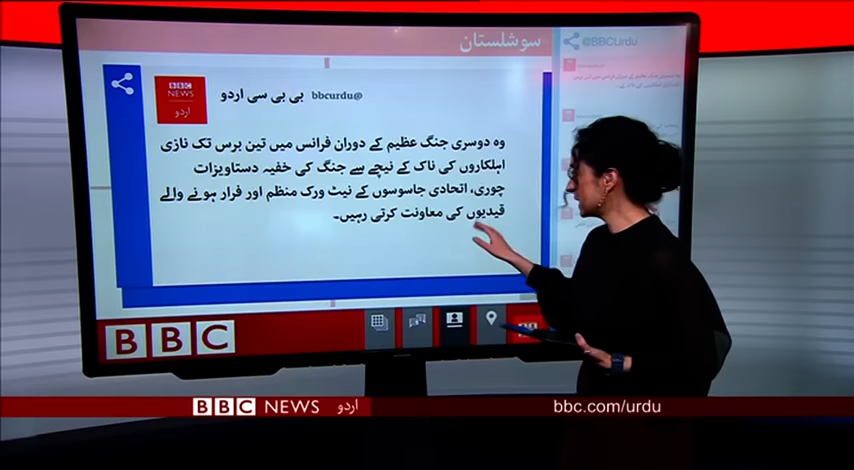 سوشلستان
@BBCUrdu
BBC
NEWS
اردو
بی بی سی اردو @bbcurdu
وہ دوسری جنگ عظیم کے دوران فرانس میں تین برس تک نازی
اہلکاروں کی ناک کے نیچے سے جنگ کی خفیہ دستاویزات
چوری، اتحادی جاسوسوں کے نیٹ ورک منظم اور فرار ہونے والے
قیدیوں کی معاونت کرتی رہیں۔
BBC
BBC NEWS اردو
bbc.com/urdu